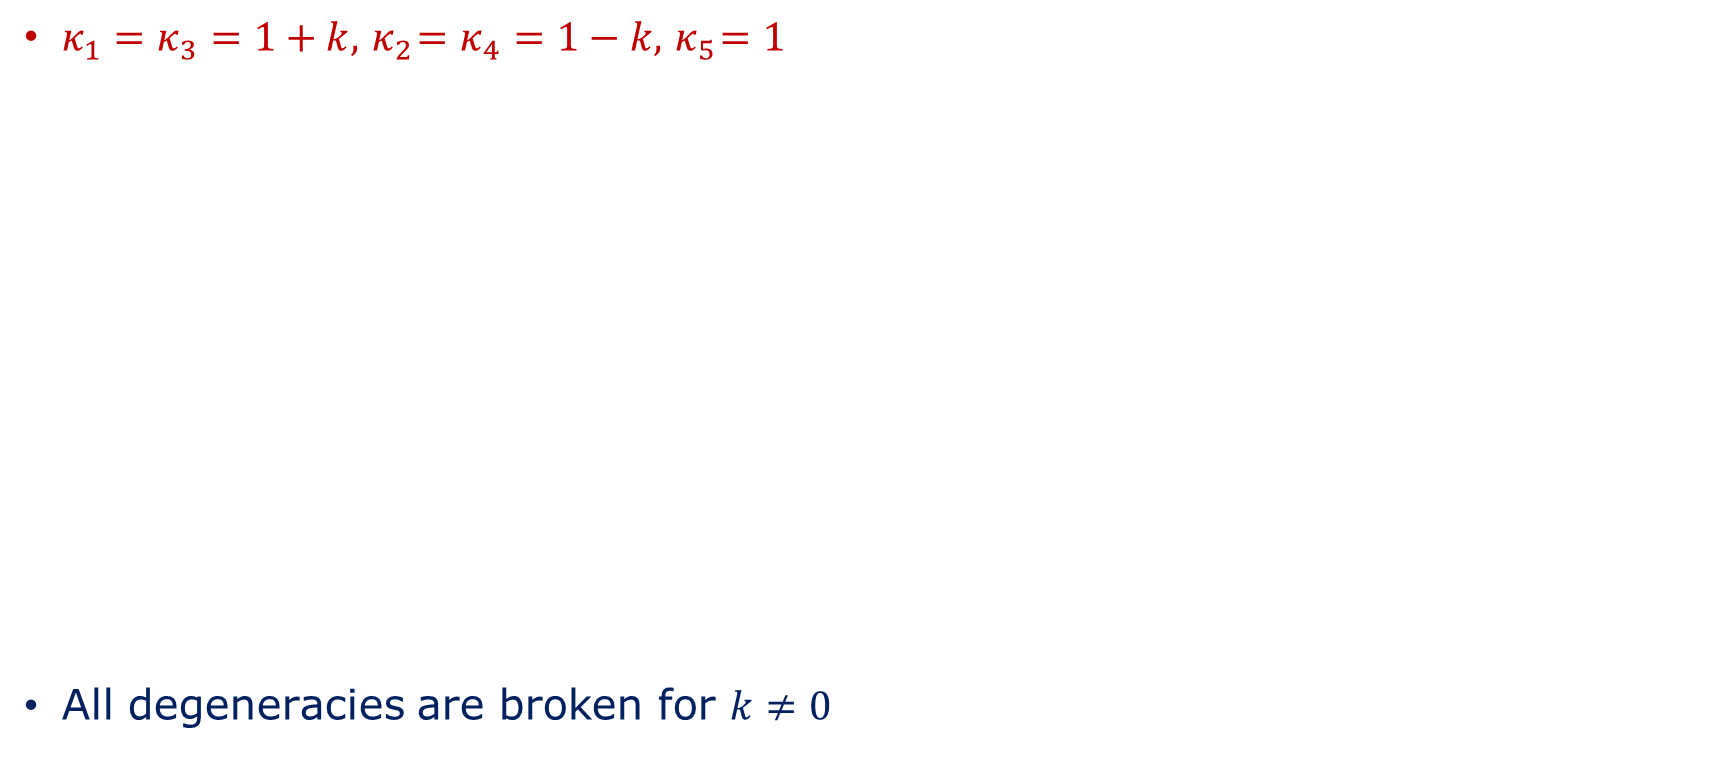 • κ₁ = κ₃ = 1 + k, κ₂ = κ₄ = 1 − k, κ₅ = 1
• All degeneracies are broken for k ≠ 0